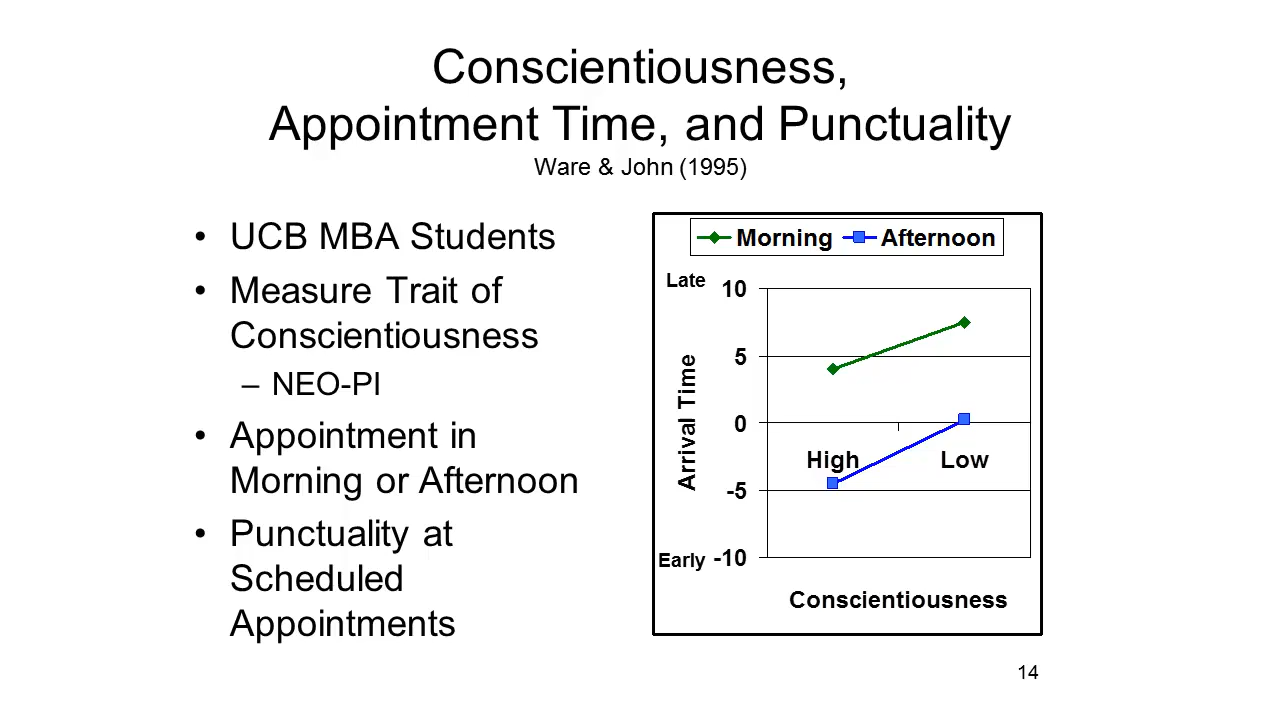 Conscientiousness,
Appointment Time, and Punctuality
Ware & John (1995)
• UCB MBA Students
• Measure Trait of
Conscientiousness
– NEO-PI
• Appointment in
Morning or Afternoon
• Punctuality at
Scheduled
Appointments
Morning Afternoon
Late 10
5
0
-5
Early -10
Arrival Time
High Low
Conscientiousness
14